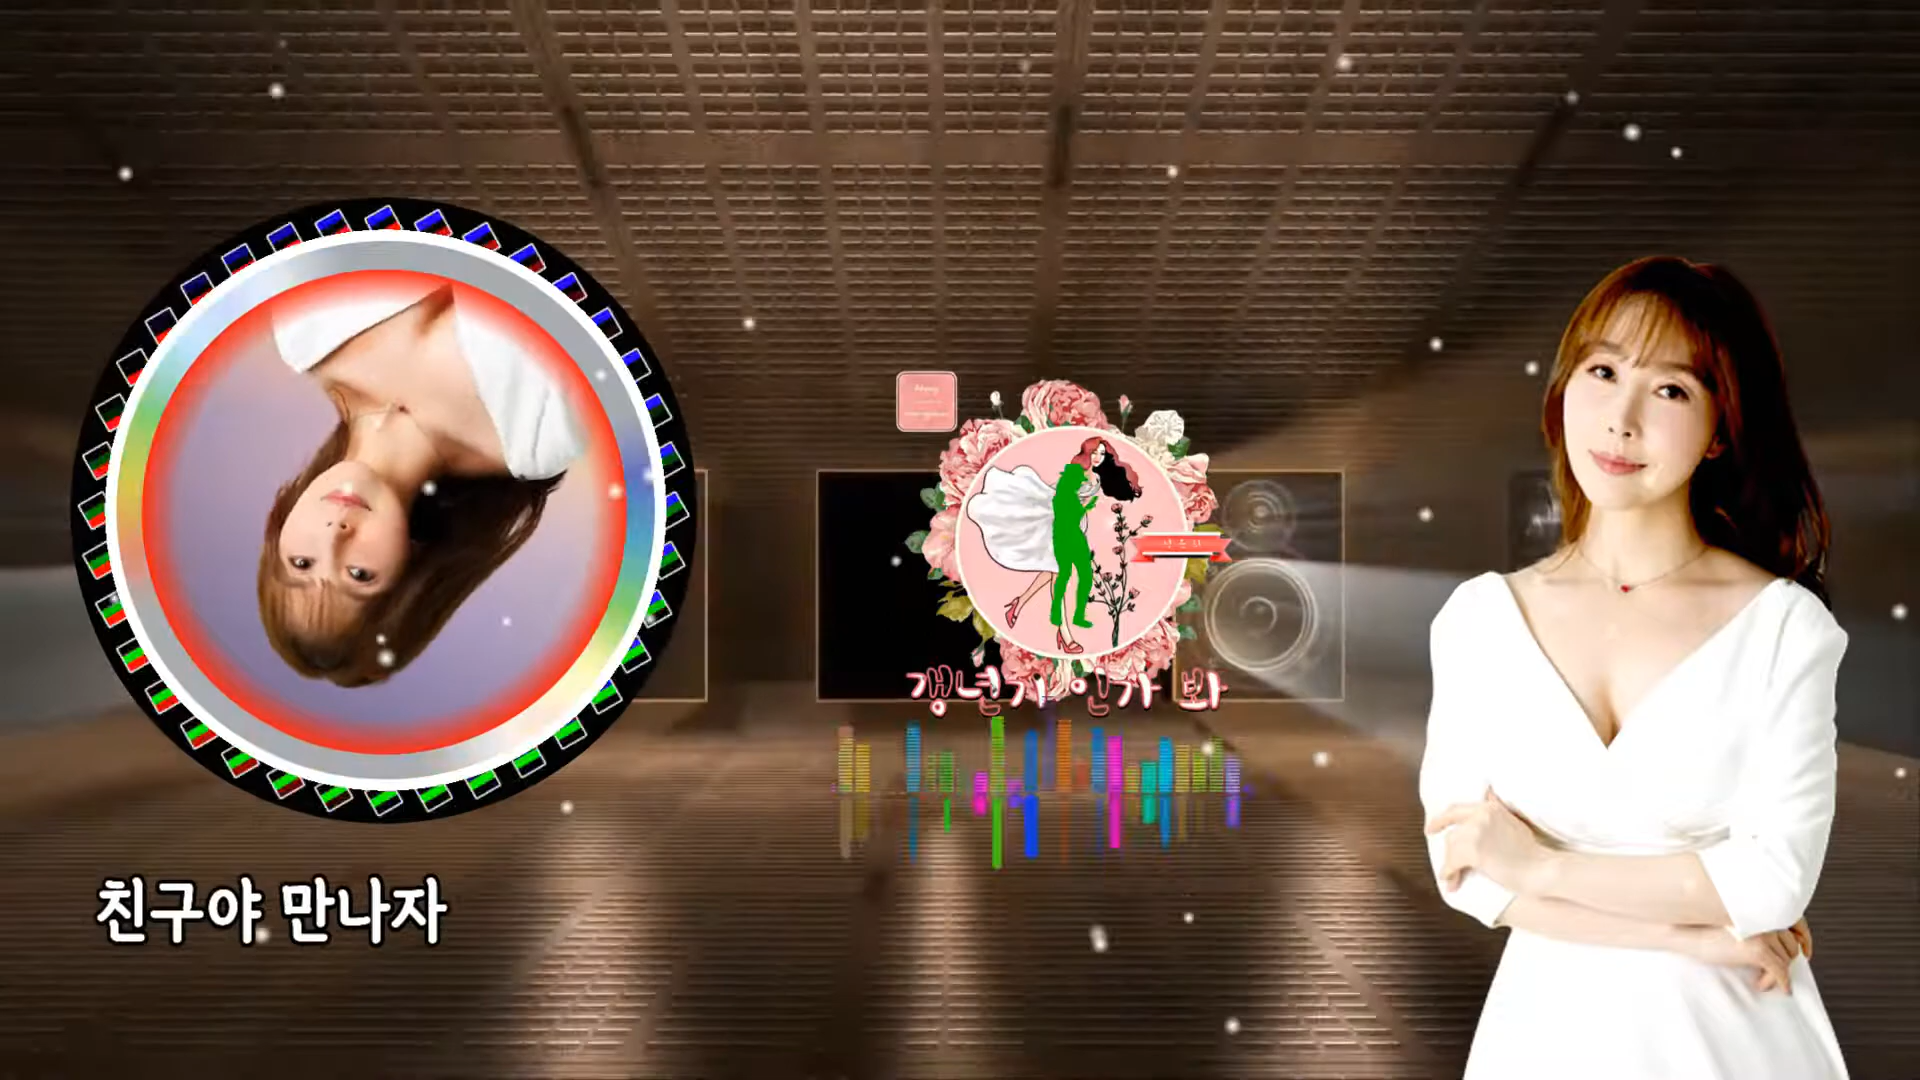 갱년기 인가 봐
친구야 만나자